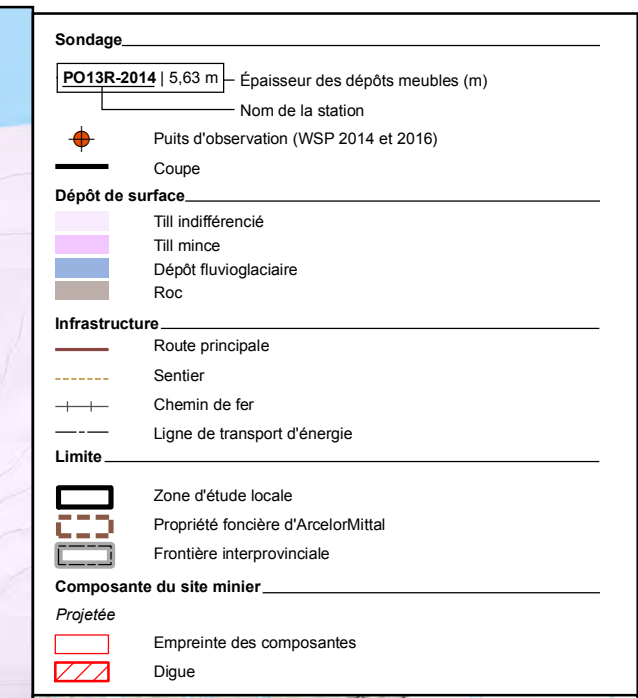 Sondage
PO13R-2014 | 5,63 m Épaisseur des dépôts meubles (m)
Nom de la station
Puits d'observation (WSP 2014 et 2016)
Coupe
Dépôt de surface
Till indifférencié
Till mince
Dépôt fluvioglaciaire
Roc
Infrastructure
Route principale
Sentier
Chemin de fer
Ligne de transport d'énergie
Limite
Zone d'étude locale
Propriété foncière d'ArcelorMittal
Frontière interprovinciale
Composante du site minier
Projetée
Empreinte des composantes
Digue